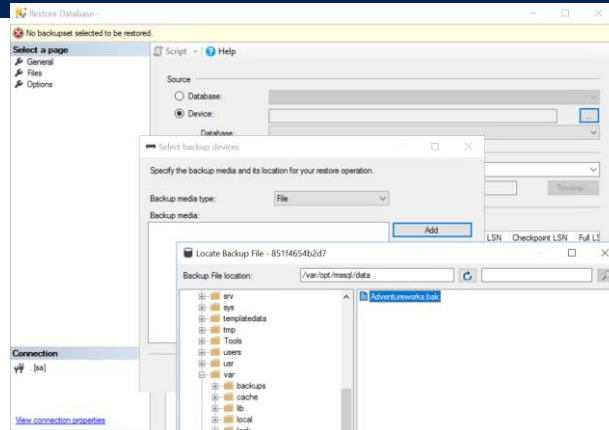 Restore Database -
No backupset selected to be restored.
Select a page
General
Files
Options
Script
Help
Source
Database:
Device:
...
Database:
Select backup devices
Specify the backup media and its location for your restore operation.
Backup media type:
File
Backup media:
Add
Timeline...
LSN Checkpoint LSN Full LS
Locate Backup File - 851f4654b2d7
Backup File location:
/var/opt/mssql/data
srv
sys
templatedata
tmp
Tools
users
usr
var
backups
cache
lib
local
lock
Adventureworks.bak
Connection
. [sa]
View connection properties